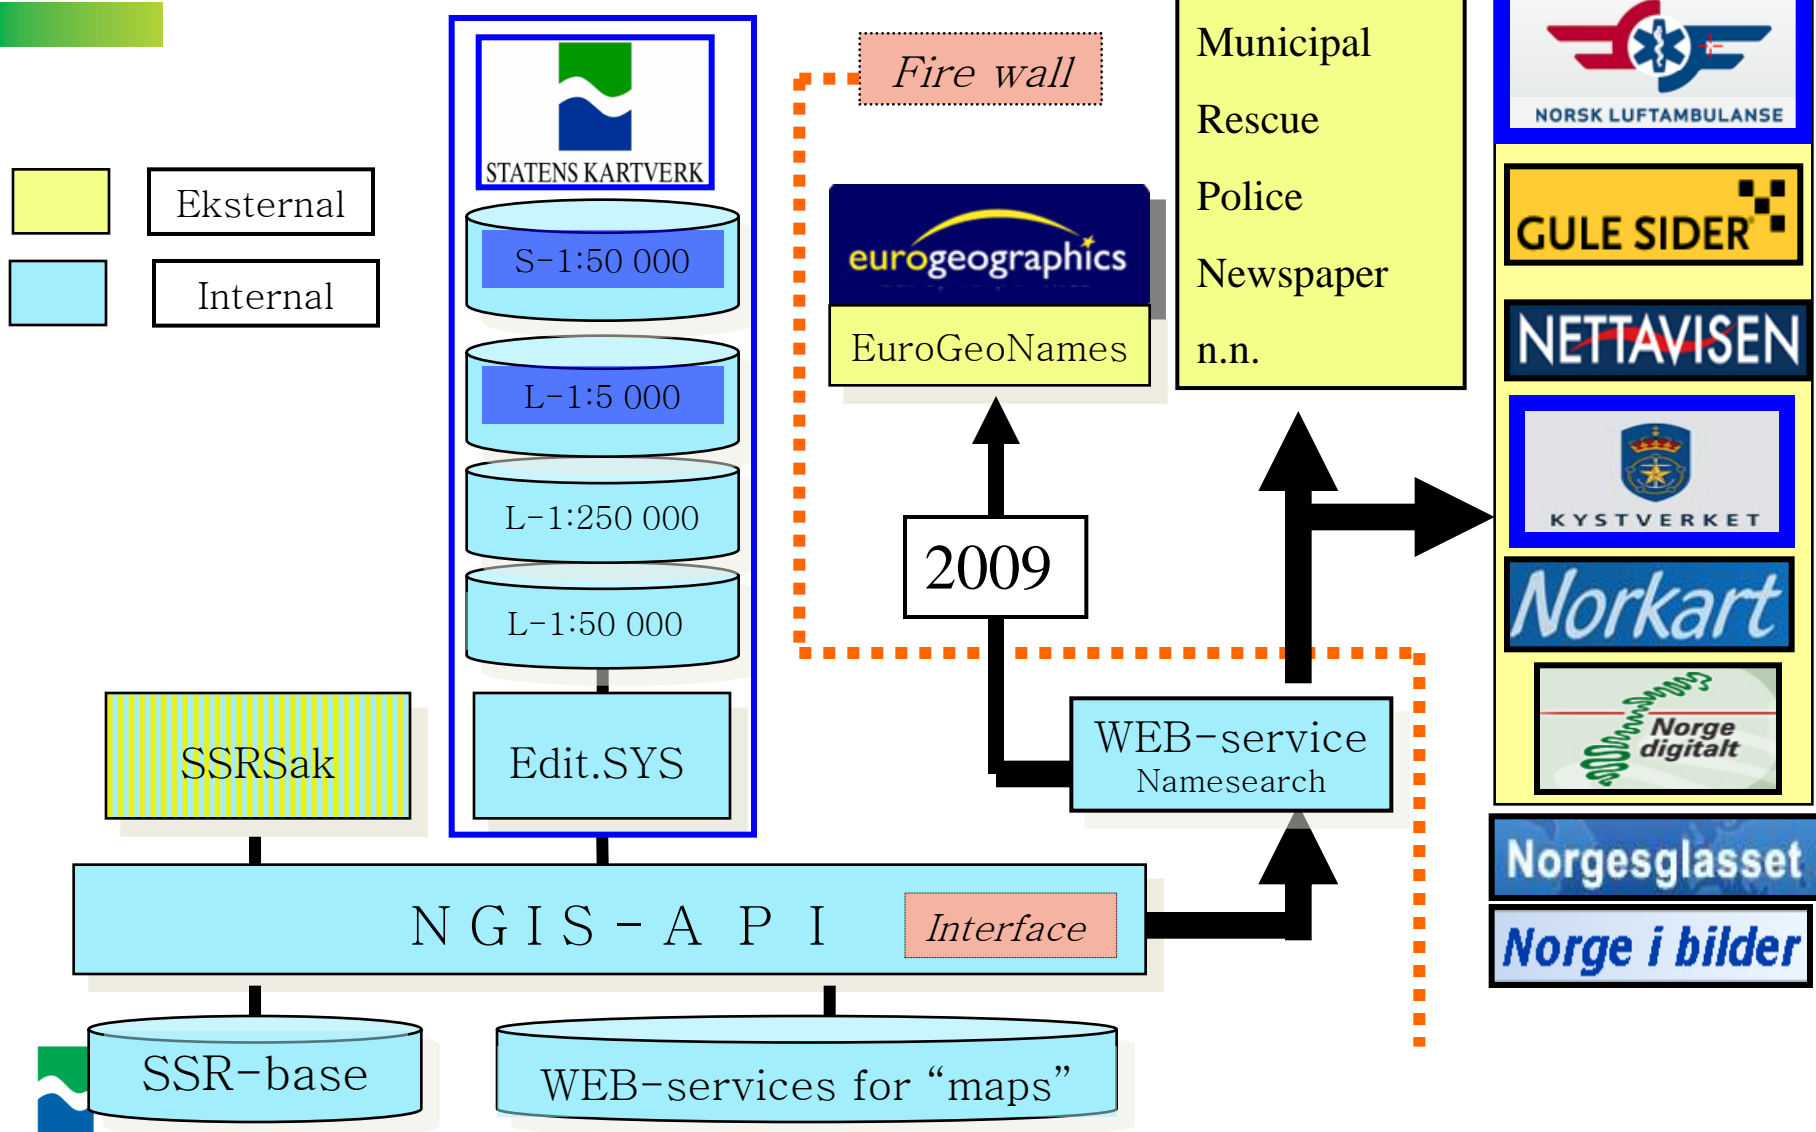 Eksternal
Internal
STATENS KARTVERK
S-1:50 000
L-1:5 000
L-1:250 000
L-1:50 000
SSRSak
Edit.SYS
NGIS-API
Interface
SSR-base
WEB-services for “maps”
Fire wall
eurogeographics
EuroGeoNames
2009
WEB-service
Namesearch
Municipal
Rescue
Police
Newspaper
n.n.
NORSK LUFTAMBULANSE
GULE SIDER
NETTAVISEN
KYSTVERKET
Norkart
Norge
digitalt
Norgesglasset
Norge i bilder